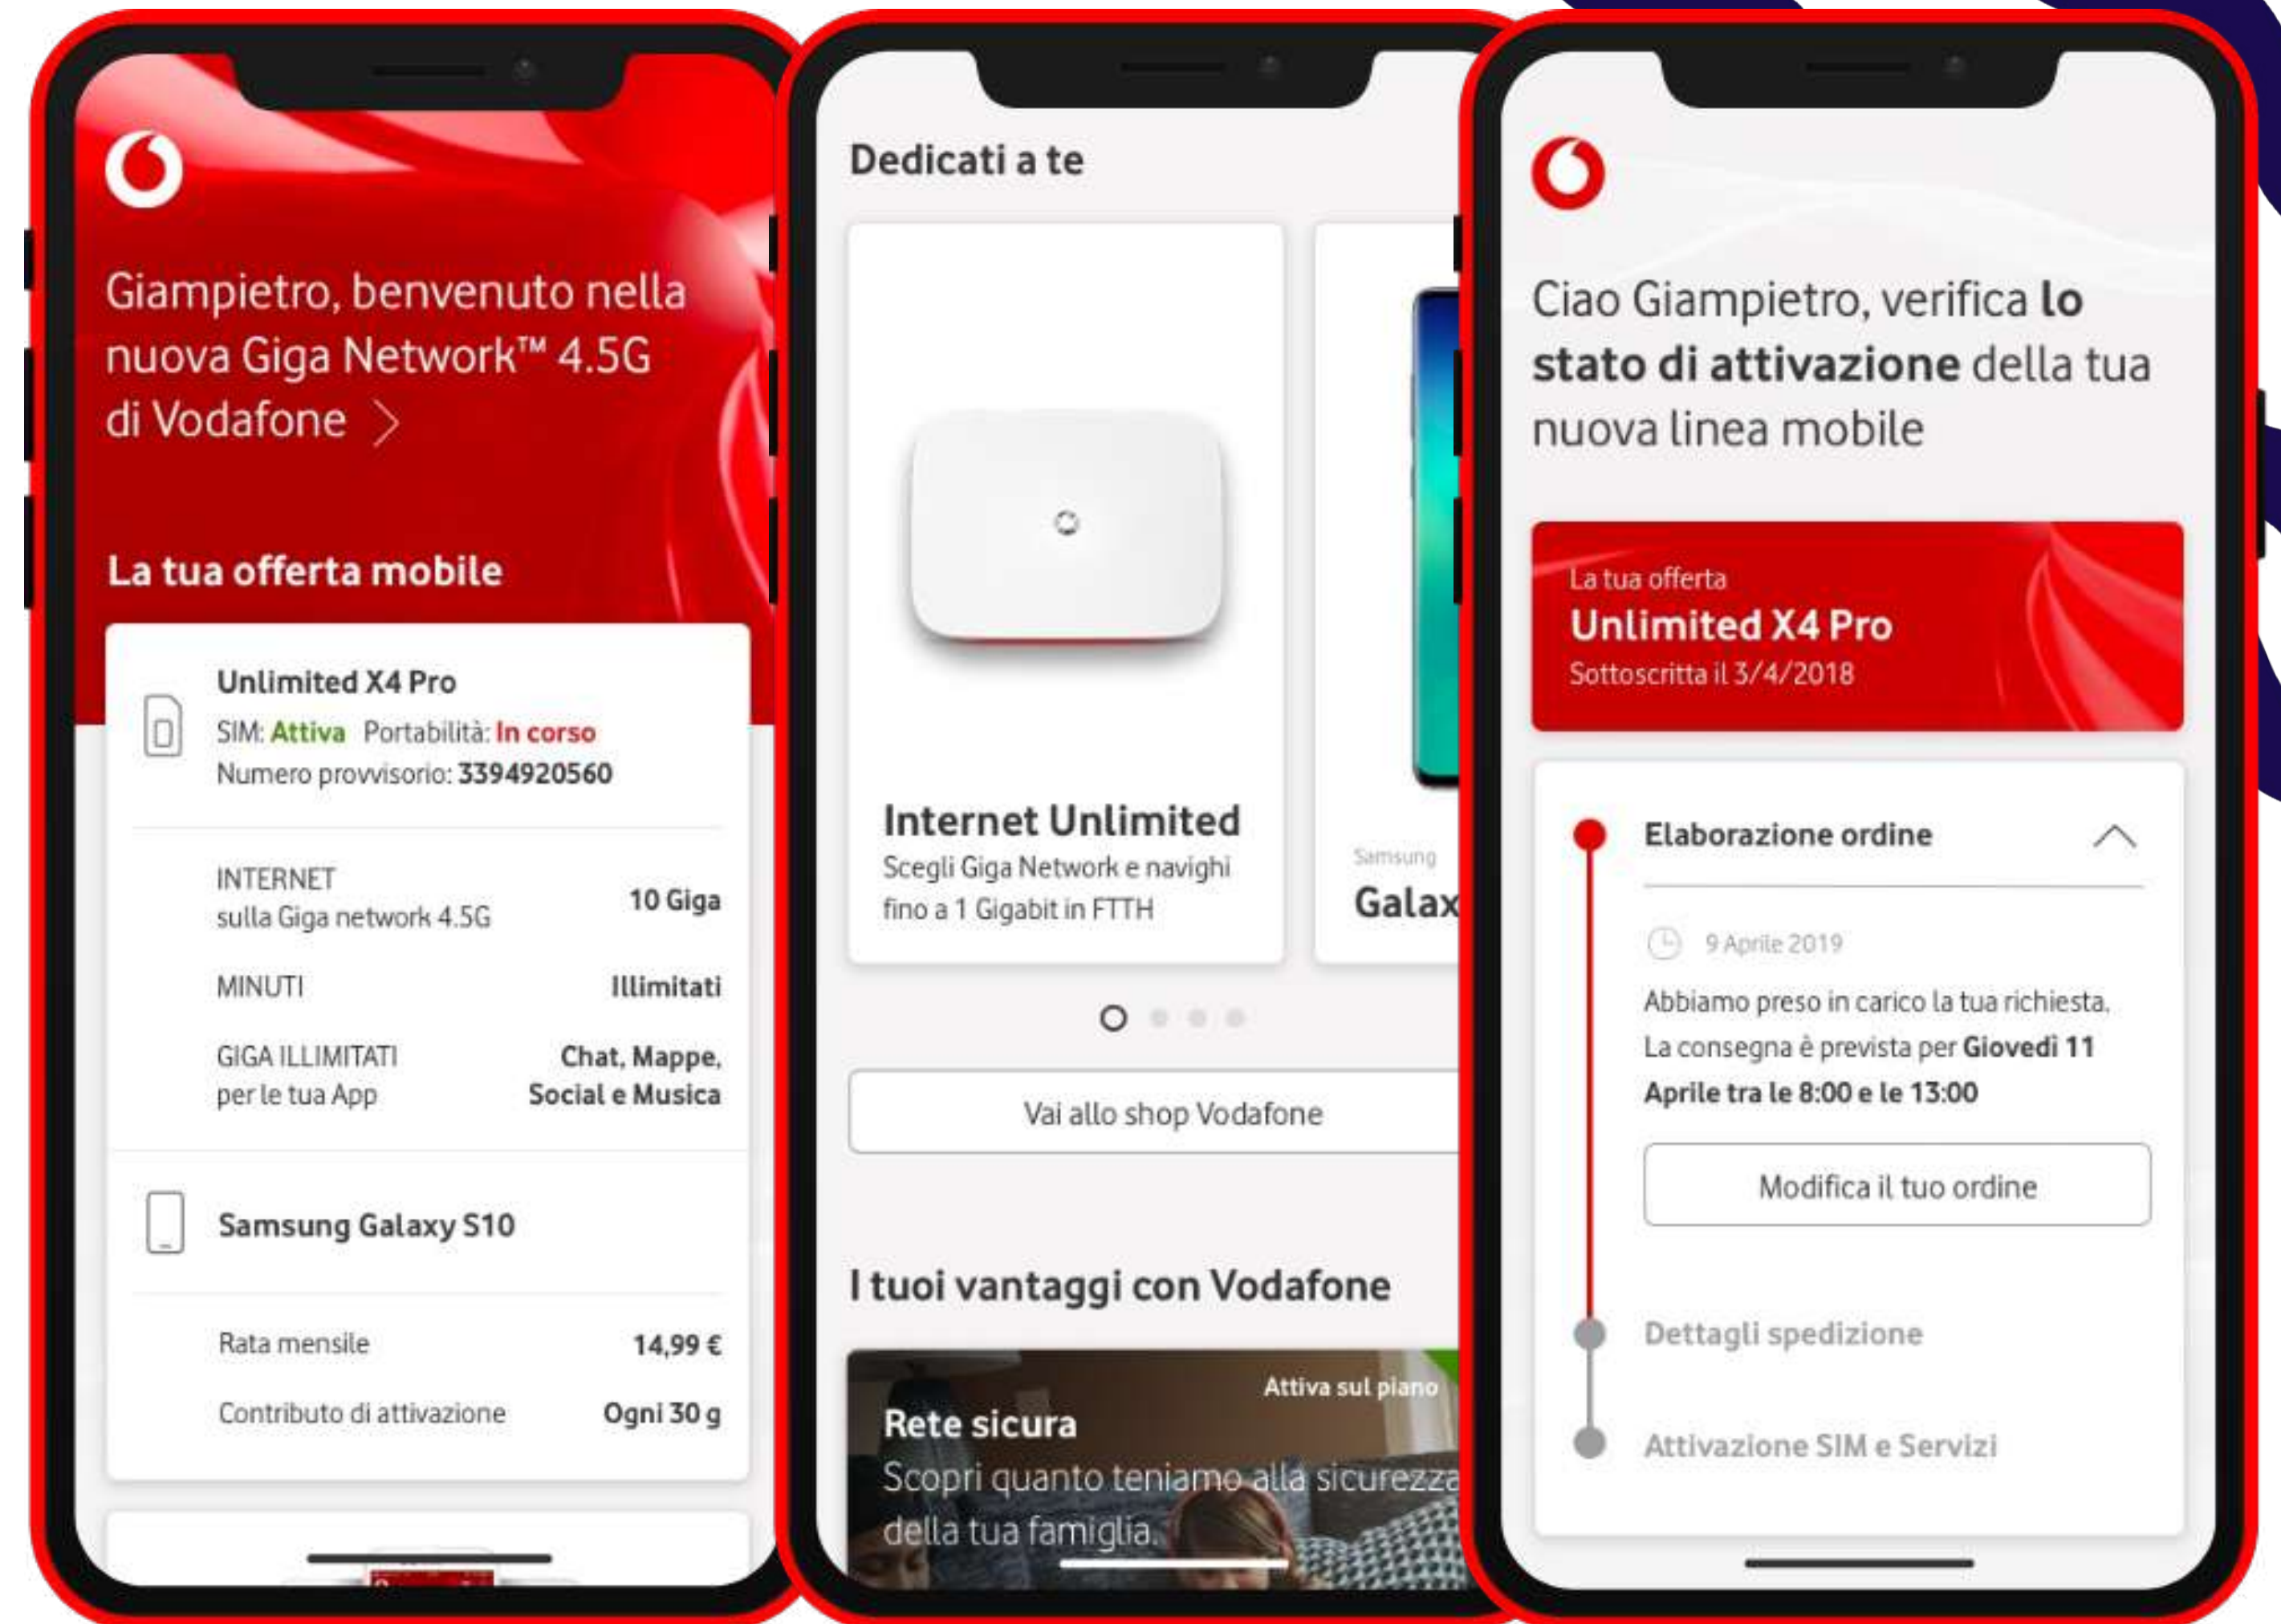 Giampietro, benvenuto nella
nuova Giga Network™ 4.5G
di Vodafone
La tua offerta mobile
Unlimited X4 Pro
SIM: Attiva Portabilità: In corso
Numero provvisorio: 3394920560
INTERNET
sulla Giga network 4.5G
10 Giga
MINUTI
Illimitati
GIGA ILLIMITATI
per le tua App
Chat, Mappe,
Social e Musica
Samsung Galaxy S10
Rata mensile
14,99 €
Contributo di attivazione
Ogni 30 g
Dedicati a te
Internet Unlimited
Scegli Giga Network e navighi
fino a 1 Gigabit in FTTH
Samsung
Galax
Vai allo shop Vodafone
I tuoi vantaggi con Vodafone
Attiva sul piano
Rete sicura
Scopri quanto teniamo alla sicurezza
della tua famiglia.
Ciao Giampietro, verifica lo
stato di attivazione della tua
nuova linea mobile
La tua offerta
Unlimited X4 Pro
Sottoscritta il 3/4/2018
Elaborazione ordine
9 Aprile 2019
Abbiamo preso in carico la tua richiesta.
La consegna è prevista per Giovedì 11
Aprile tra le 8:00 e le 13:00
Modifica il tuo ordine
Dettagli spedizione
Attivazione SIM e Servizi